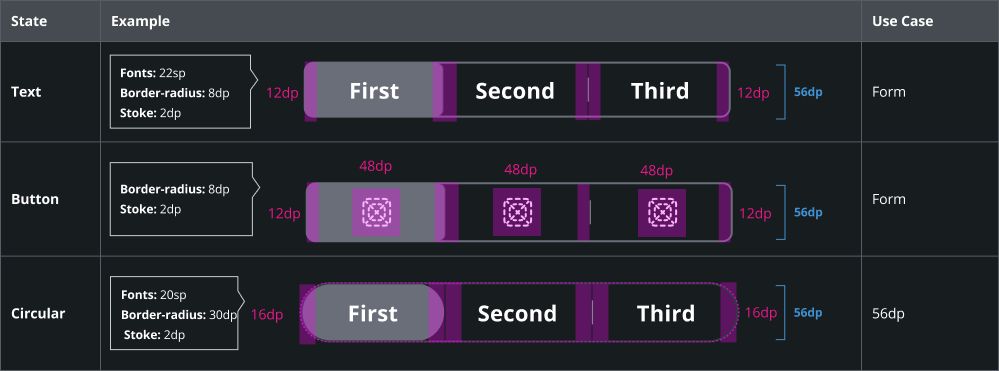 State Example Use Case
Text
Fonts: 22sp
Border-radius: 8dp
Stoke: 2dp
12dp First Second Third 12dp 56dp
Form
Button
Border-radius: 8dp
Stoke: 2dp
48dp 48dp 48dp
12dp 12dp 56dp
Form
Circular
Fonts: 20sp
Border-radius: 30dp
Stoke: 2dp
16dp First Second Third 16dp 56dp
56dp